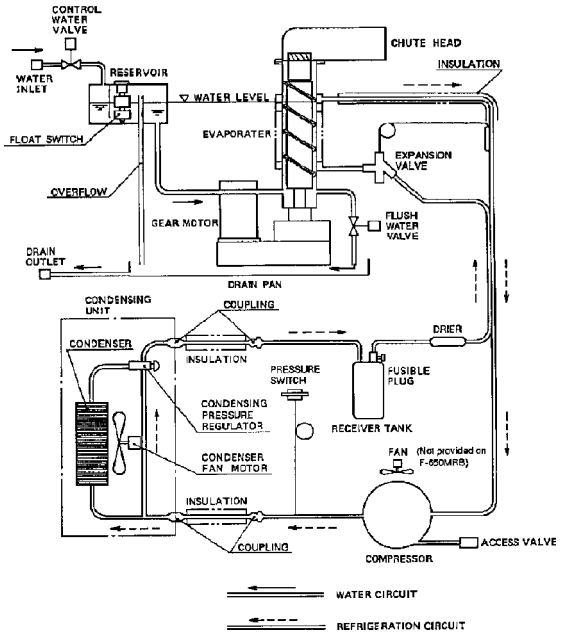 CONTROL
WATER
VALVE
CHUTE HEAD
WATER
INLET
RESERVOIR
INSULATION
WATER LEVEL
FLOAT SWITCH
EVAPORATER
EXPANSION
VALVE
OVERFLOW
GEAR MOTOR
FLUSH
WATER
VALVE
DRAIN
OUTLET
DRAIN PAN
CONDENSING
UNIT
COUPLING
CONDENSER
INSULATION
DRIER
PRESSURE
SWITCH
FUSIBLE
PLUG
CONDENSING
PRESSURE
REGULATOR
RECEIVER TANK
CONDENSER
FAN MOTOR
FAN (Not provided on
F-650MRB)
INSULATION
COUPLING
COMPRESSOR
ACCESS VALVE
WATER CIRCUIT
REFRIGERATION CIRCUIT